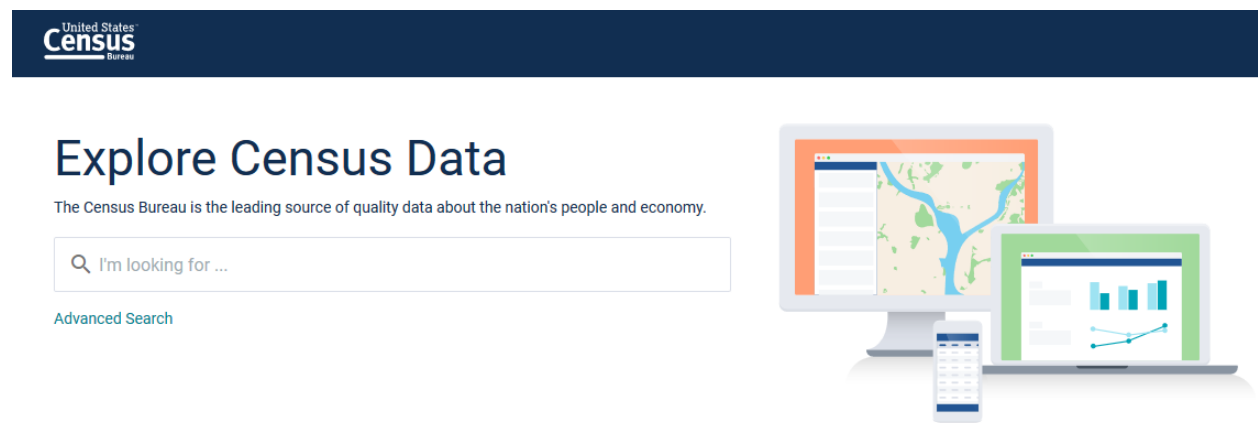 United States™
Census
Bureau
Explore Census Data
The Census Bureau is the leading source of quality data about the nation's people and economy.
I'm looking for ...
Advanced Search